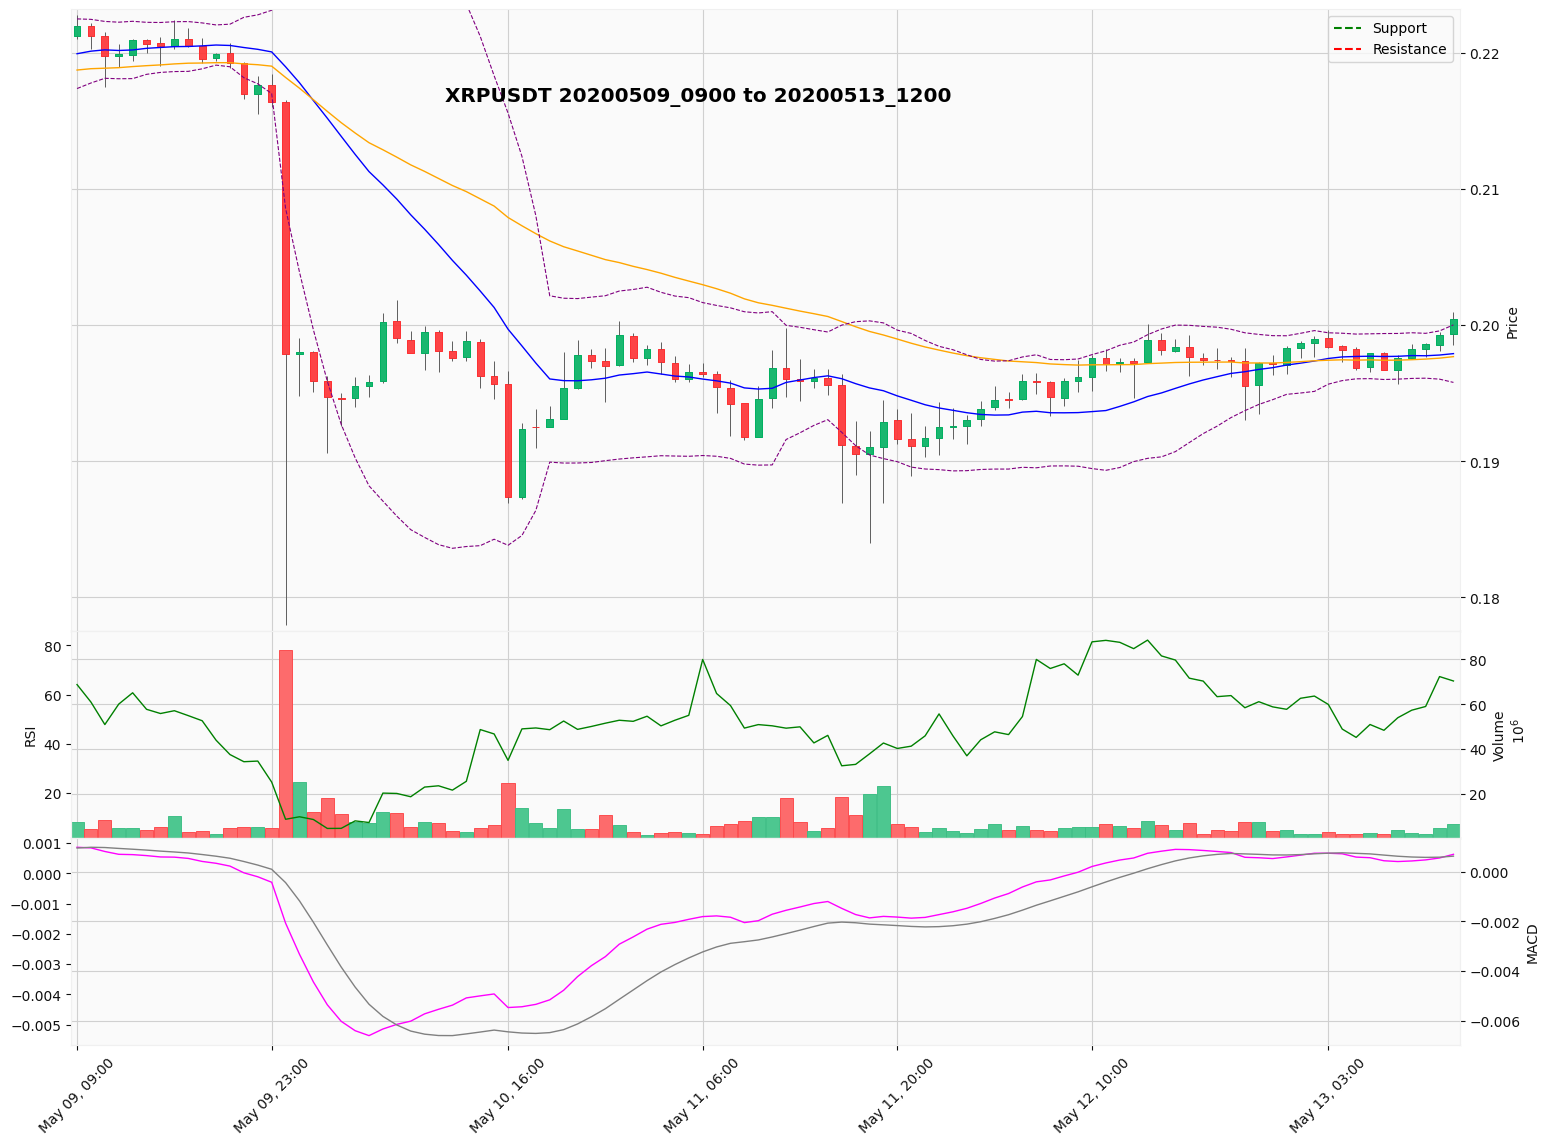 Support
Resistance
XRPUSDT 20200509_0900 to 20200513_1200
0.22
0.21
0.20
0.19
0.18
Price
80
60
40
20
RSI
80
60
40
20
Volume
10^6
0.001
0.000
−0.001
−0.002
−0.003
−0.004
−0.005
0.000
−0.002
−0.004
−0.006
MACD
May 09, 09:00
May 09, 23:00
May 10, 16:00
May 11, 06:00
May 11, 20:00
May 12, 10:00
May 13, 03:00